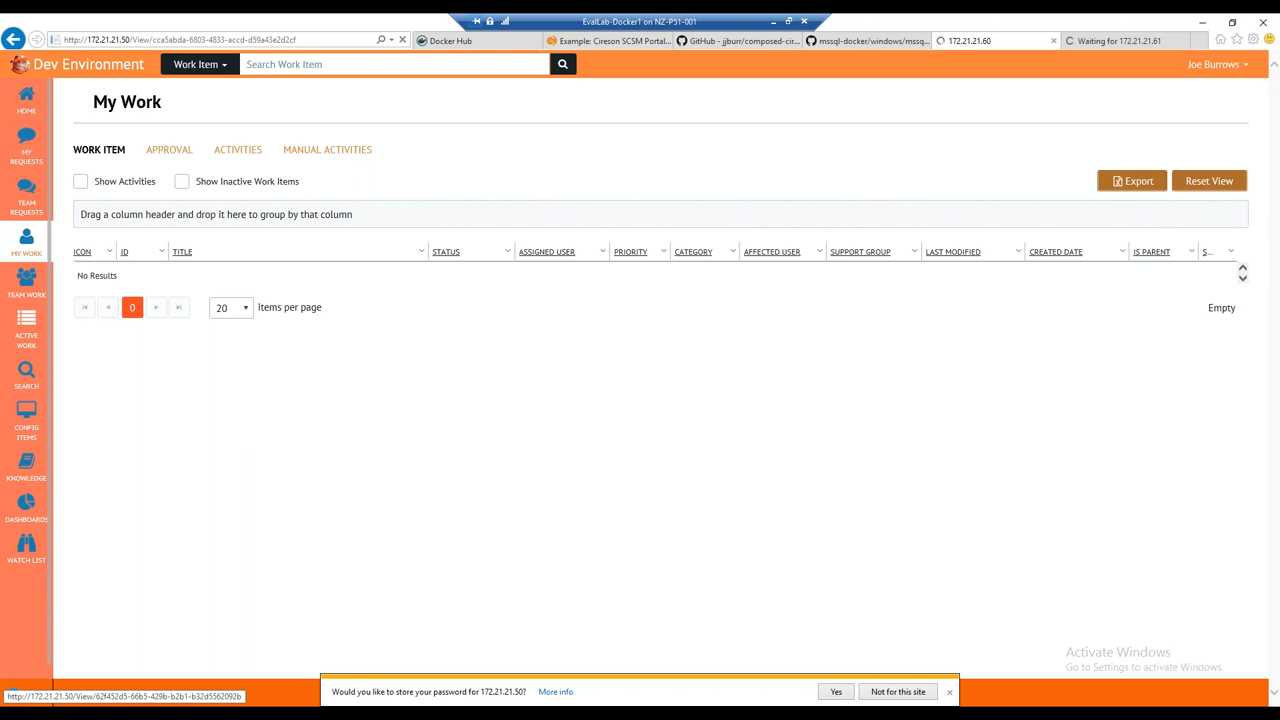 EvalLab-Docker1 on NZ-P51-001
http://172.21.21.50/View/cca5abda-6803-4833-accd-d59a43e2d2cf
Docker Hub
Example: Cireson SCSM Portal...
GitHub - jjburr/composed-cir...
mssql-docker/windows/mssq...
172.21.21.60
Waiting for 172.21.21.61
Dev Environment
Work Item
Search Work Item
Joe Burrows
HOME
MY
REQUESTS
TEAM
REQUESTS
MY WORK
TEAM WORK
ACTIVE
WORK
SEARCH
CONFIG
ITEMS
KNOWLEDGE
DASHBOARDS
WATCH LIST
My Work
WORK ITEM APPROVAL ACTIVITIES MANUAL ACTIVITIES
Show Activities Show Inactive Work Items Export Reset View
Drag a column header and drop it here to group by that column
ICON ID TITLE STATUS ASSIGNED USER PRIORITY CATEGORY AFFECTED USER SUPPORT GROUP LAST MODIFIED CREATED DATE IS PARENT S...
No Results
0 20 items per page Empty
Activate Windows
Go to Settings to activate Windows.
http://172.21.21.50/View/62f452d5-66b5-429b-b2b1-b32d5562092b
Would you like to store your password for 172.21.21.50? More info Yes Not for this site